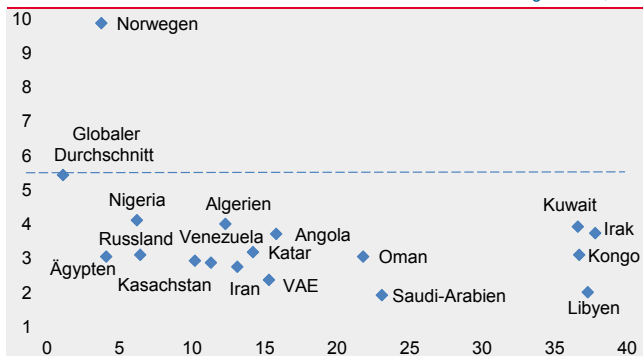 10
Norwegen
9
8
7
Globaler
Durchschnitt
6
5
Nigeria
Algerien
Kuwait
4
Russland
Venezuela
Angola
Irak
3
Ägypten
Katar
Oman
Kongo
Kasachstan
Iran
VAE
Saudi-Arabien
2
Libyen
1
0 5 10 15 20 25 30 35 40